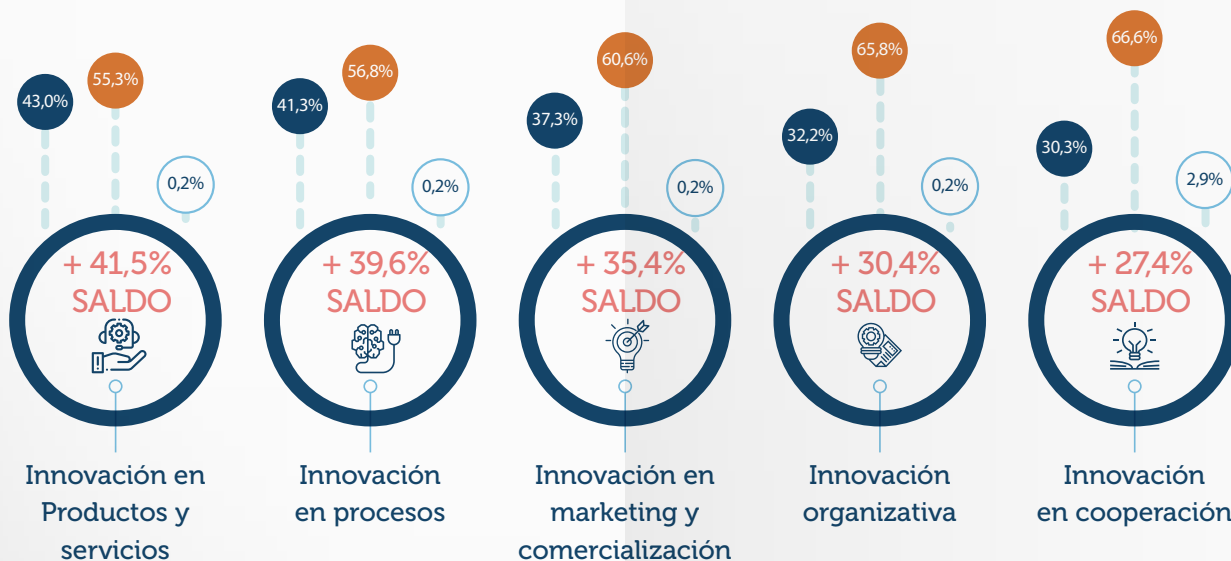 43,0%
55,3%
0,2%
+ 41,5%
SALDO
Innovación en
Productos y
servicios
41,3%
56,8%
0,2%
+ 39,6%
SALDO
Innovación
en procesos
37,3%
60,6%
0,2%
+ 35,4%
SALDO
Innovación en
marketing y
comercialización
32,2%
65,8%
0,2%
+ 30,4%
SALDO
Innovación
organizativa
30,3%
66,6%
2,9%
+ 27,4%
SALDO
Innovación
en cooperación